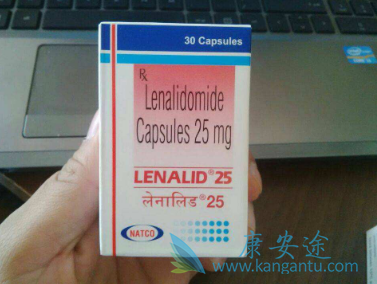 30 Capsules
Rx
Lenalidomide
Capsules 25 mg
LENALID® 25
लेनालिड® 25
NATCO
康安途
www.kangantu.com